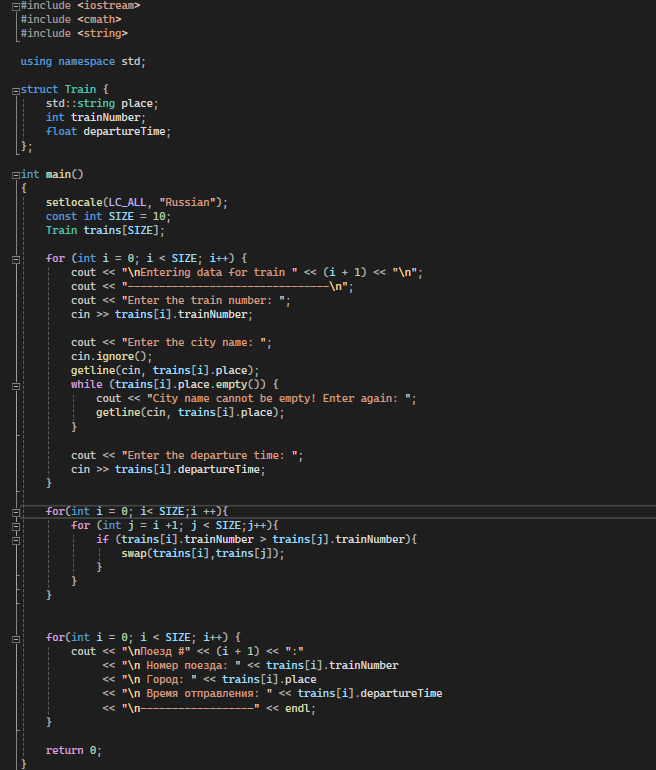 #include <iostream>
#include <cmath>
#include <string>
using namespace std;
struct Train {
std::string place;
int trainNumber;
float departureTime;
};
int main()
{
setlocale(LC_ALL, "Russian");
const int SIZE = 10;
Train trains[SIZE];
for (int i = 0; i < SIZE; i++) {
cout << "\nEntering data for train " << (i + 1) << "\n";
cout << "--------------------------------\n";
cout << "Enter the train number: ";
cin >> trains[i].trainNumber;
cout << "Enter the city name: ";
cin.ignore();
getline(cin, trains[i].place);
while (trains[i].place.empty()) {
cout << "City name cannot be empty! Enter again: ";
getline(cin, trains[i].place);
}
cout << "Enter the departure time: ";
cin >> trains[i].departureTime;
}
for(int i = 0; i< SIZE;i ++){
for (int j = i +1; j < SIZE;j++){
if (trains[i].trainNumber > trains[j].trainNumber){
swap(trains[i],trains[j]);
}
}
}
for(int i = 0; i < SIZE; i++) {
cout << "\nПоезд #" << (i + 1) << ":"
<< "\n Номер поезда: " << trains[i].trainNumber
<< "\n Город: " << trains[i].place
<< "\n Время отправления: " << trains[i].departureTime
<< "\n------------------" << endl;
}
return 0;
}